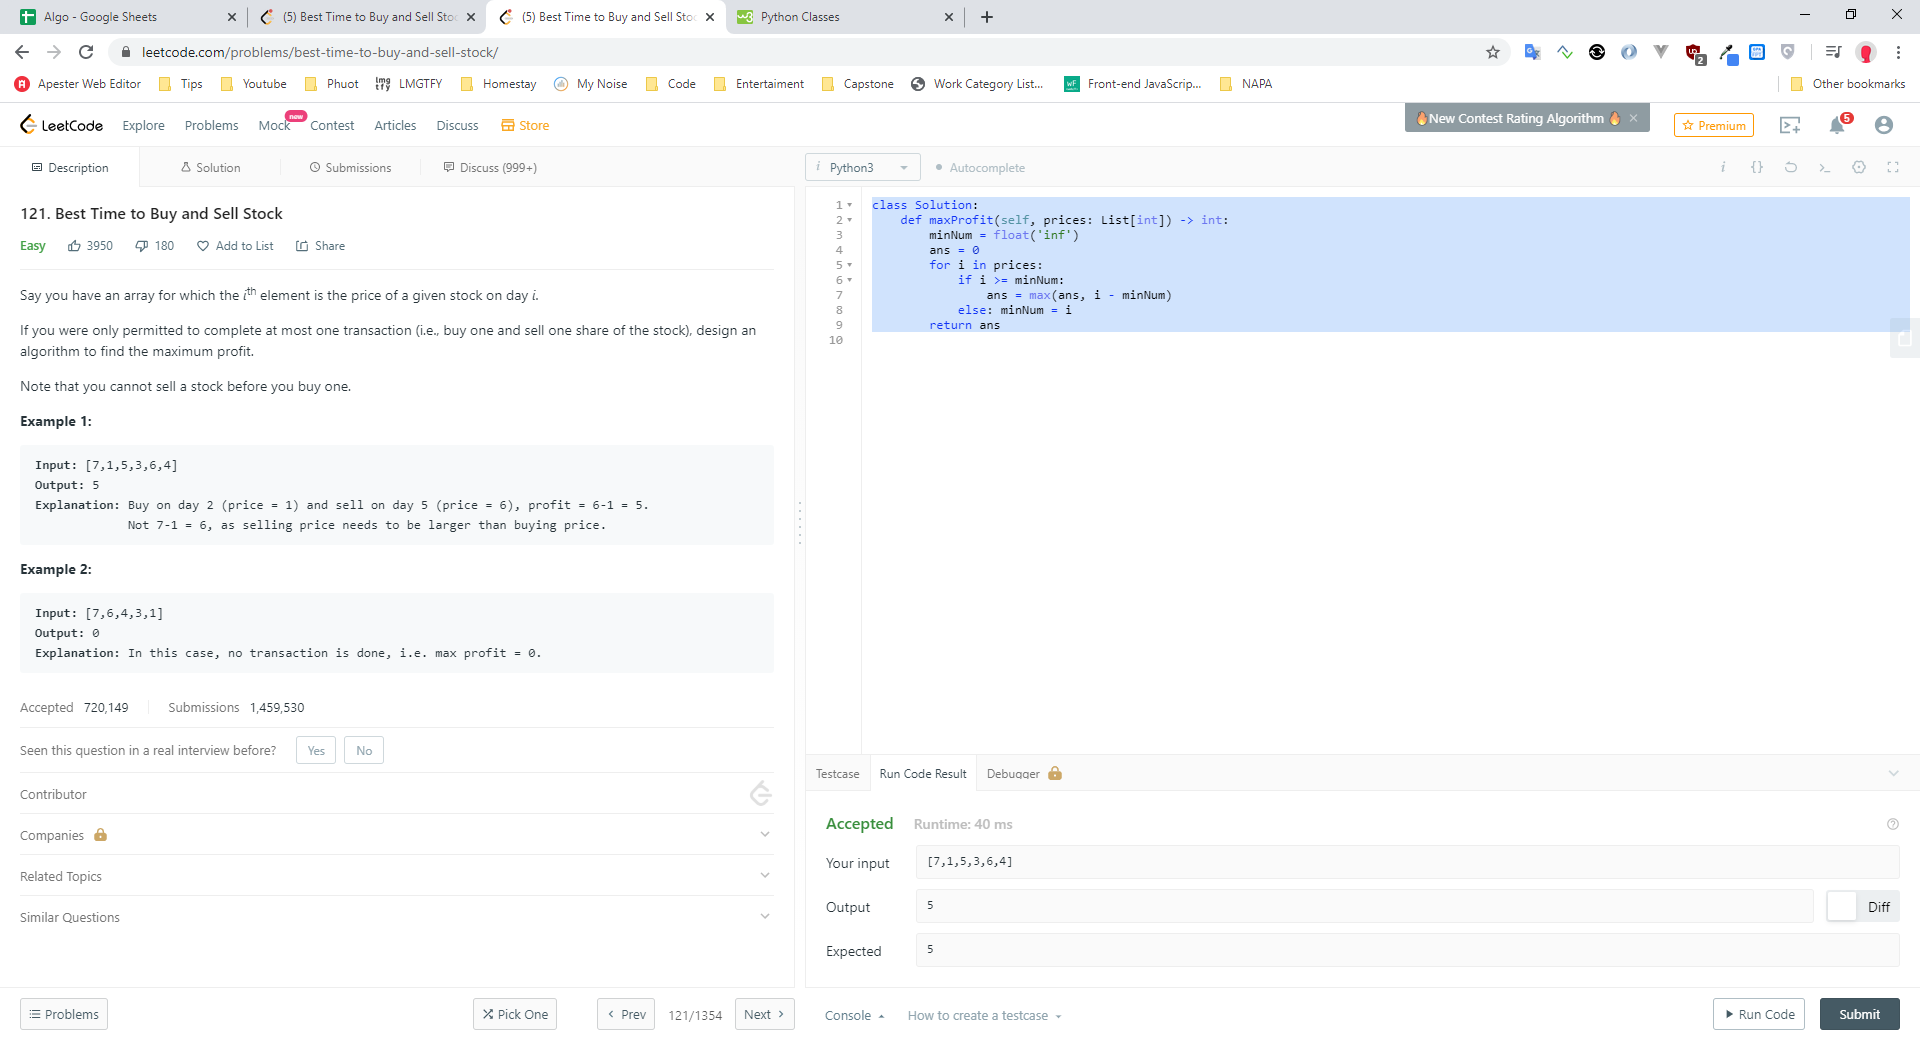 Algo - Google Sheets
(5) Best Time to Buy and Sell Stoc
(5) Best Time to Buy and Sell Stoc
Python Classes
leetcode.com/problems/best-time-to-buy-and-sell-stock/
2
Apester Web Editor
Tips
Youtube
Phuot
LMGTFY
Homestay
My Noise
Code
Entertaiment
Capstone
Work Category List...
Front-end JavaScrip...
NAPA
Other bookmarks
LeetCode
Explore
Problems
Mock
new
Contest
Articles
Discuss
Store
🔥New Contest Rating Algorithm 🔥
Premium
5
Description
Solution
Submissions
Discuss (999+)
121. Best Time to Buy and Sell Stock
Easy
3950
180
Add to List
Share
Say you have an array for which the ith element is the price of a given stock on day i.
If you were only permitted to complete at most one transaction (i.e., buy one and sell one share of the stock), design an
algorithm to find the maximum profit.
Note that you cannot sell a stock before you buy one.
Example 1:
Input: [7,1,5,3,6,4]
Output: 5
Explanation: Buy on day 2 (price = 1) and sell on day 5 (price = 6), profit = 6-1 = 5.
Not 7-1 = 6, as selling price needs to be larger than buying price.
Example 2:
Input: [7,6,4,3,1]
Output: 0
Explanation: In this case, no transaction is done, i.e. max profit = 0.
Accepted 720,149
Submissions 1,459,530
Seen this question in a real interview before?
Yes
No
Contributor
Companies
Related Topics
Similar Questions
Problems
Pick One
Prev
121/1354
Next
i Python3
Autocomplete
i {}
1 class Solution:
2 def maxProfit(self, prices: List[int]) -> int:
3 minNum = float('inf')
4 ans = 0
5 for i in prices:
6 if i >= minNum:
7 ans = max(ans, i - minNum)
8 else: minNum = i
9 return ans
10
Testcase
Run Code Result
Debugger
Accepted
Runtime: 40 ms
Your input
[7,1,5,3,6,4]
Output
5
Diff
Expected
5
Console
How to create a testcase
Run Code
Submit